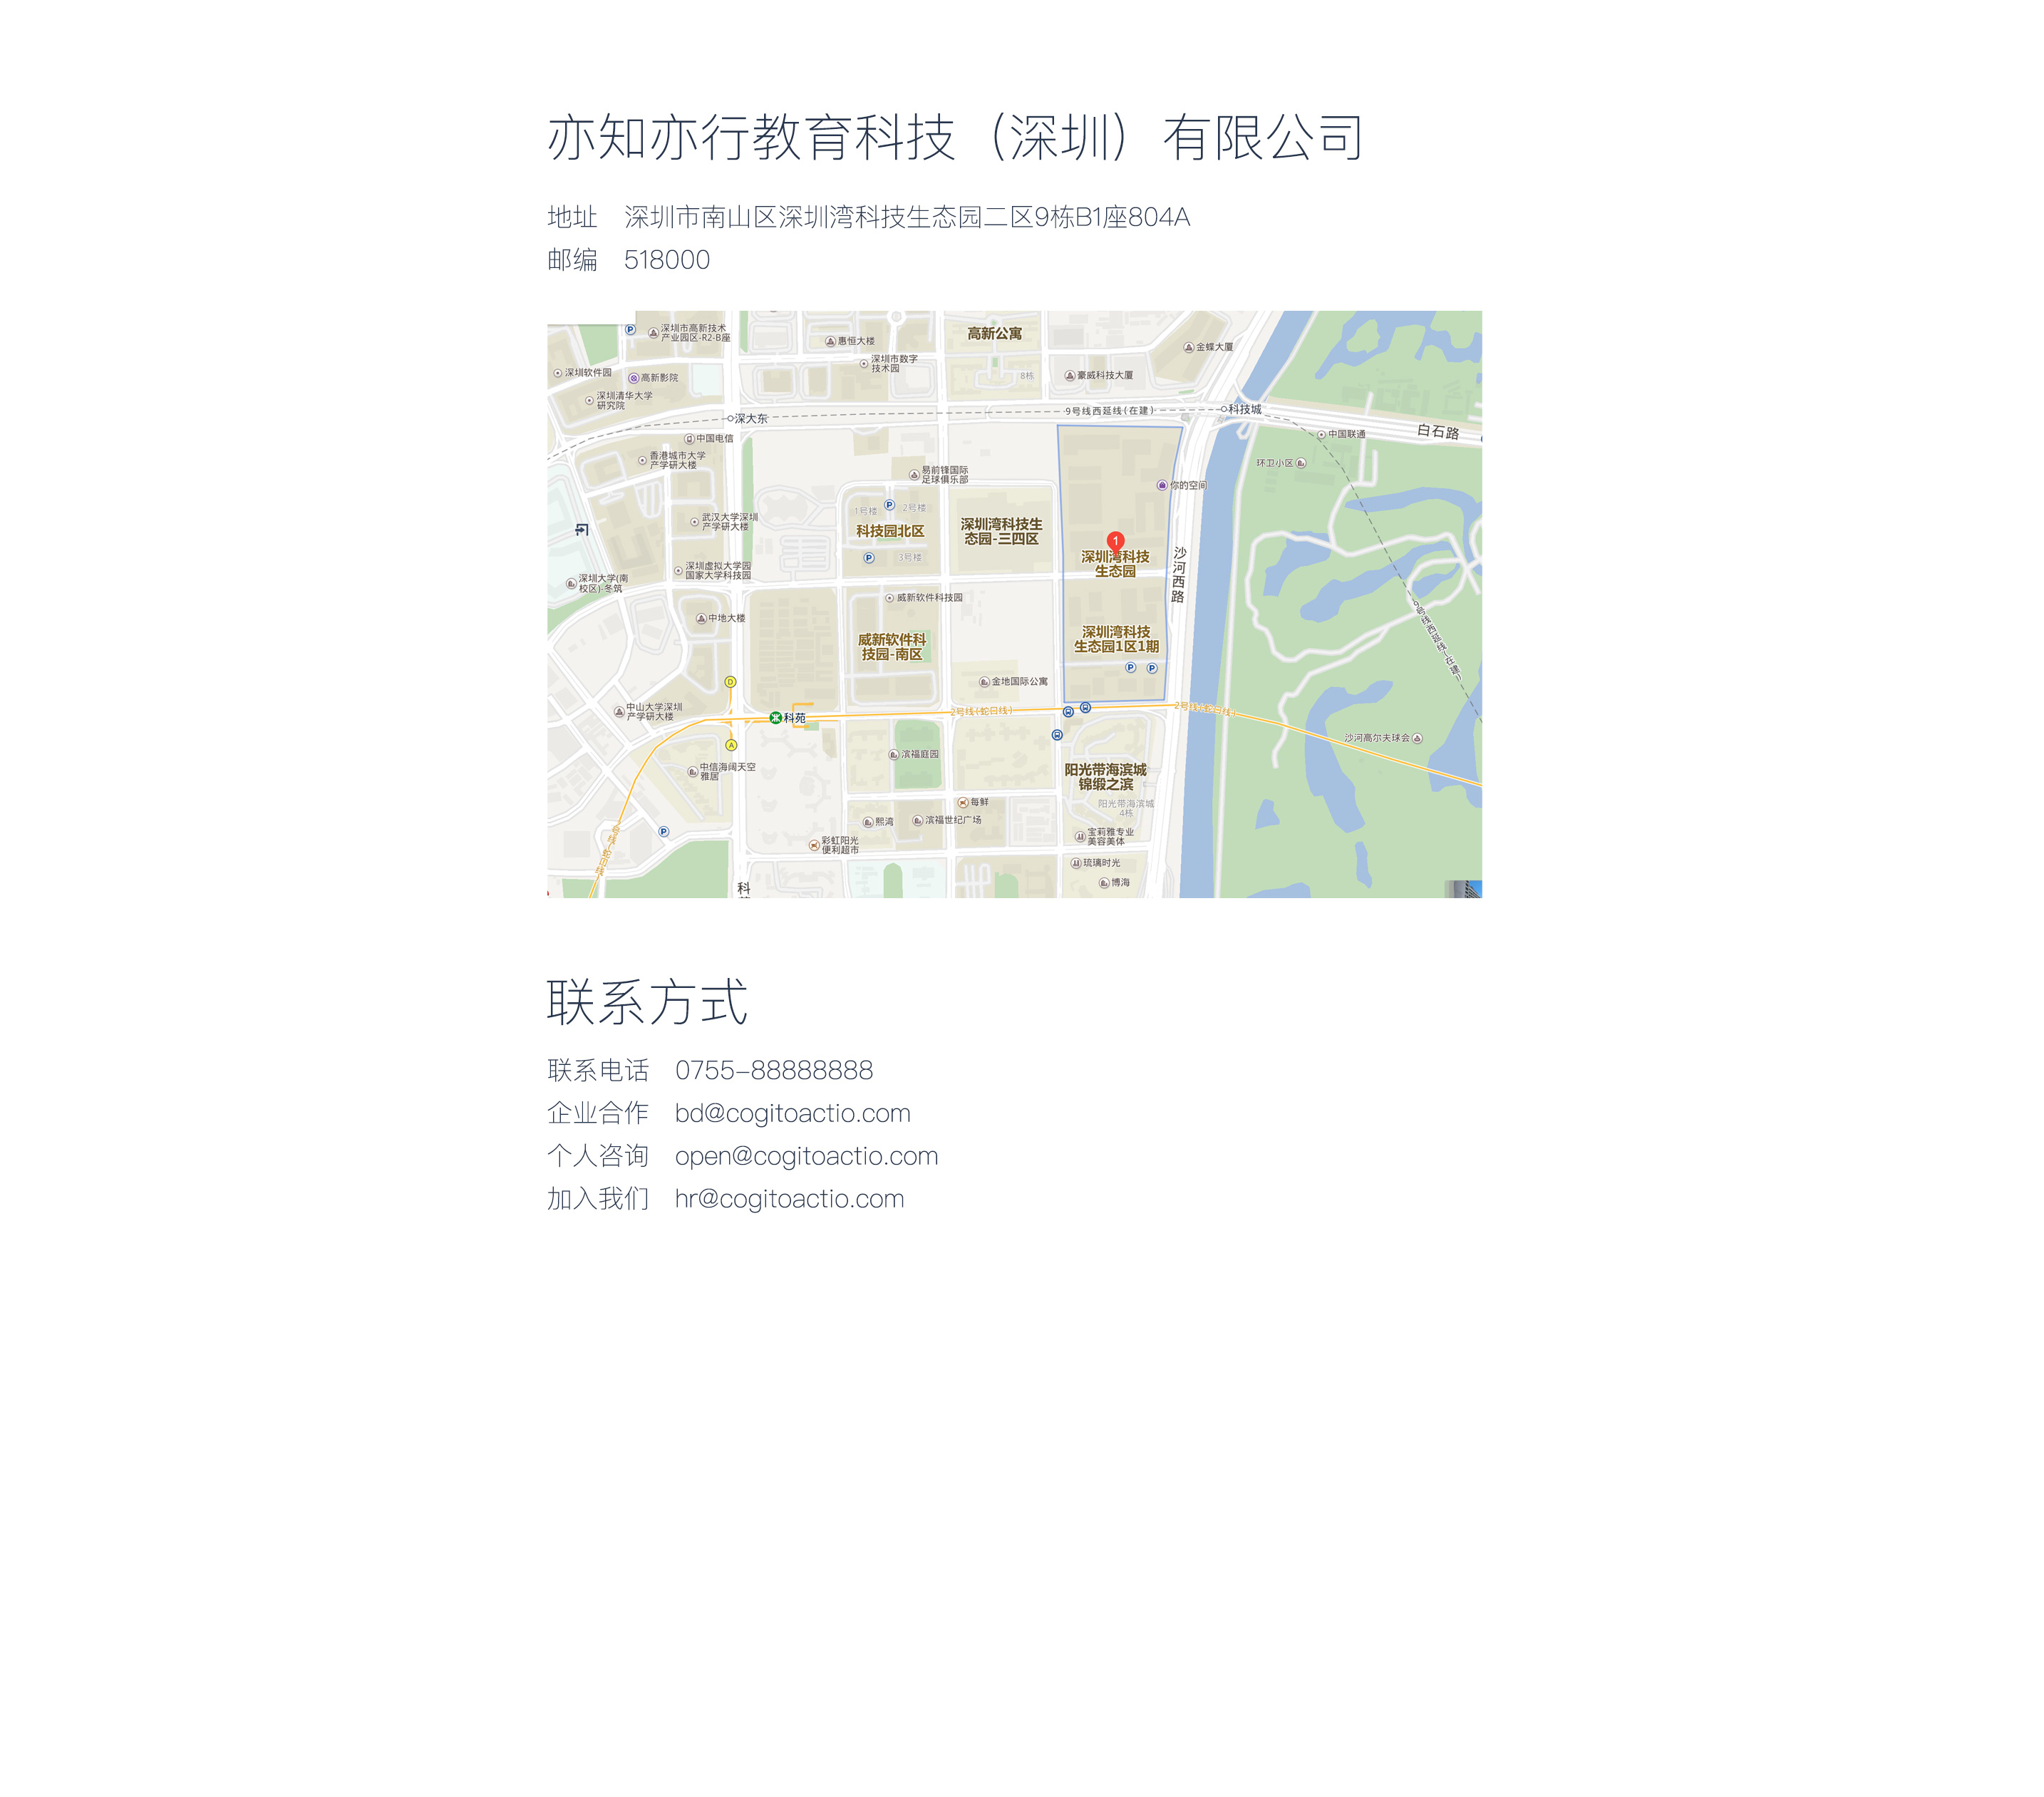 亦知亦行教育科技（深圳）有限公司
地址 深圳市南山区深圳湾科技生态园二区9栋B1座804A
邮编 518000
深圳市高新技术
产业园区-R2-B座
惠恒大楼
高新公寓
金蝶大厦
深圳市数字
技术园
深圳软件园
高新影院
8栋
豪威科技大厦
深圳清华大学
研究院
深大东
9号线西延线(在建)
科技城
白石路
中国联通
中国电信
香港城市大学
产学研大楼
环卫小区
易前锋国际
足球俱乐部
你的空间
1号楼
2号楼
武汉大学深圳
产学研大楼
科技园北区
深圳湾科技生
态园-三四区
1
3号楼
深圳湾科技
生态园
沙河西路
深圳虚拟大学园
国家大学科技园
深圳大学(南
校区)-冬筑
威新软件科技园
中地大楼
威新软件科
技园-南区
深圳湾科技
生态园1区1期
9号线西延线(在建)
金地国际公寓
D
中山大学深圳
产学研大楼
科苑
2号线(蛇口线)
2号线(蛇口线)
A
沙河高尔夫球会
滨福庭园
中信海阔天空
雅居
阳光带海滨城
锦缎之滨
每鲜
阳光带海滨城
4栋
熙湾
滨福世纪广场
彩虹阳光
便利超市
宝莉雅专业
美容美体
琉璃时光
博海
科
联系方式
联系电话 0755-88888888
企业合作 bd@cogitoactio.com
个人咨询 open@cogitoactio.com
加入我们 hr@cogitoactio.com